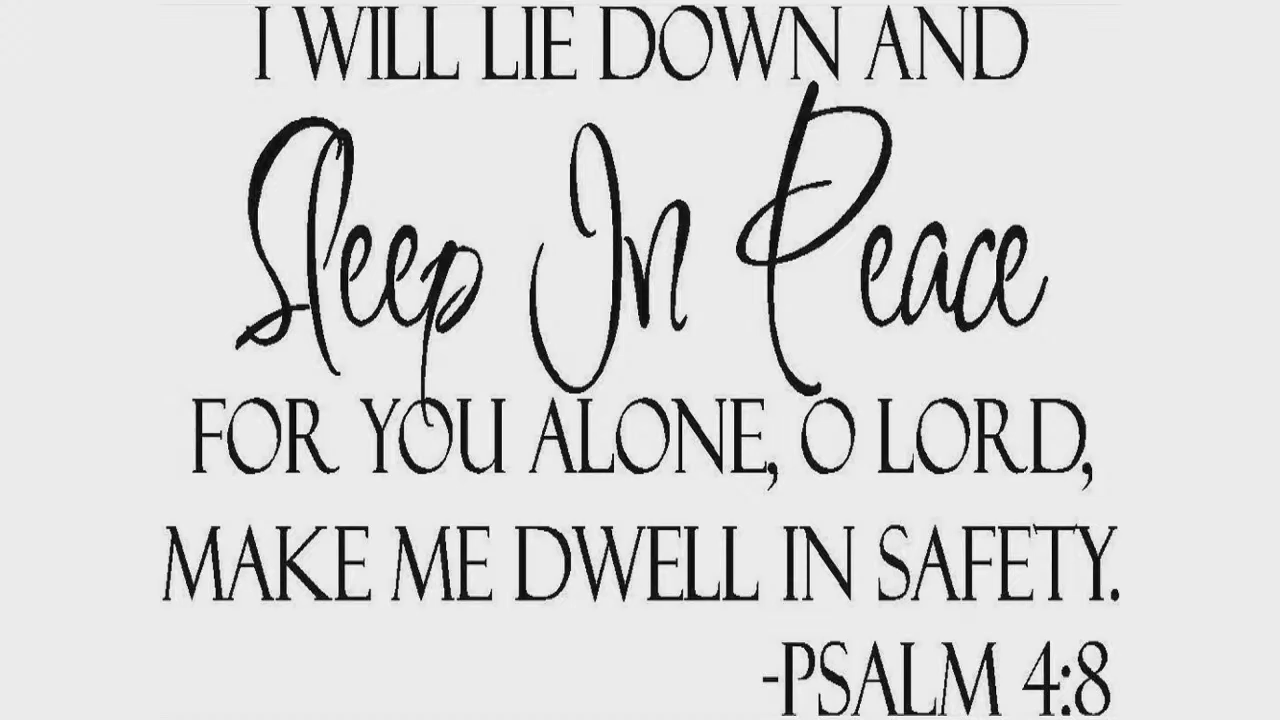 I WILL LIE DOWN AND
Sleep In Peace
FOR YOU ALONE, O LORD,
MAKE ME DWELL IN SAFETY.
-PSALM 4:8